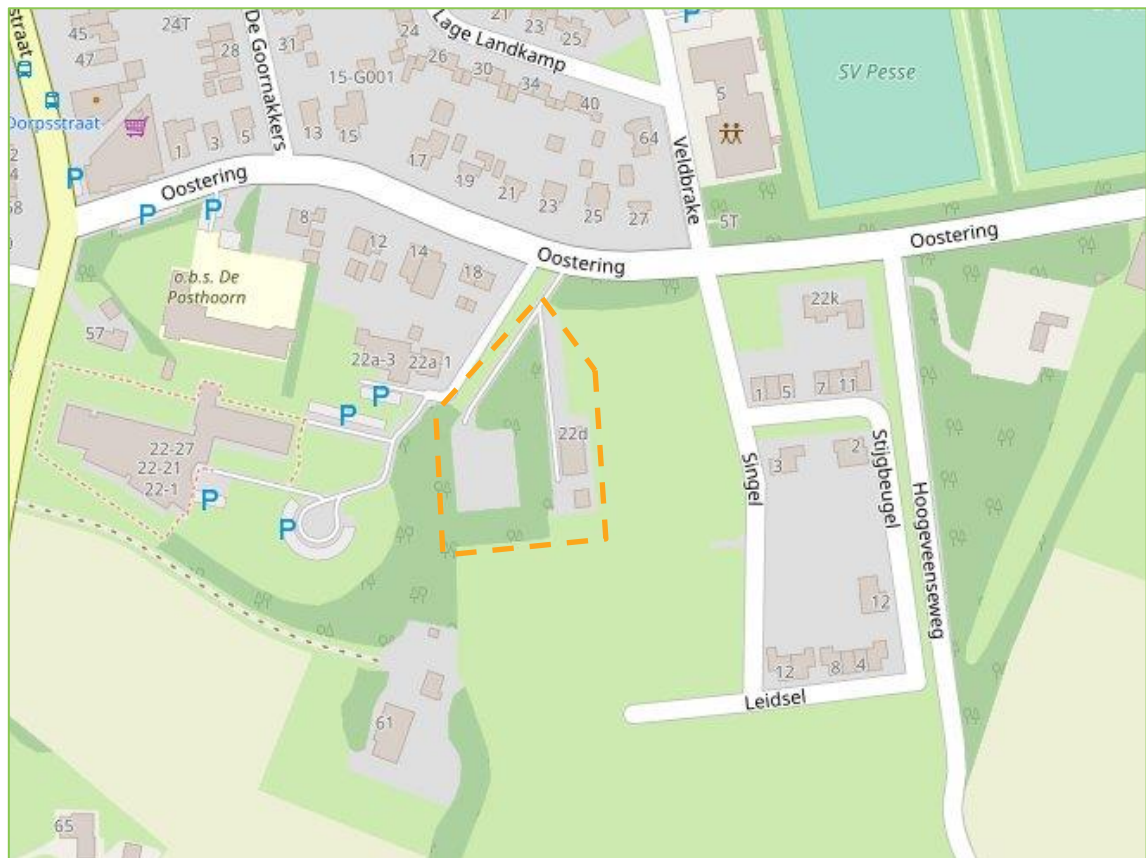 straat
45
47
24T
28
De Goornakkers
31
24
26
15-G001
30
34
40
Lage Landkamp
21
23
25
P
5
SV Pesse
Dorpsstraat
1
3
5
13
15
17
19
21
23
25
27
64
Veldbrake
5T
P
Oostering
P
P
8
12
14
18
Oostering
Oostering
o.b.s. De
Posthoorn
57
22a-3
22a-1
P
P
22k
1
5
7
11
22-27
22-21
22-1
P
P
22d
3
2
Singel
Stijgbeugel
Hoogeveenseweg
12
12
8
4
Leidsel
61
65